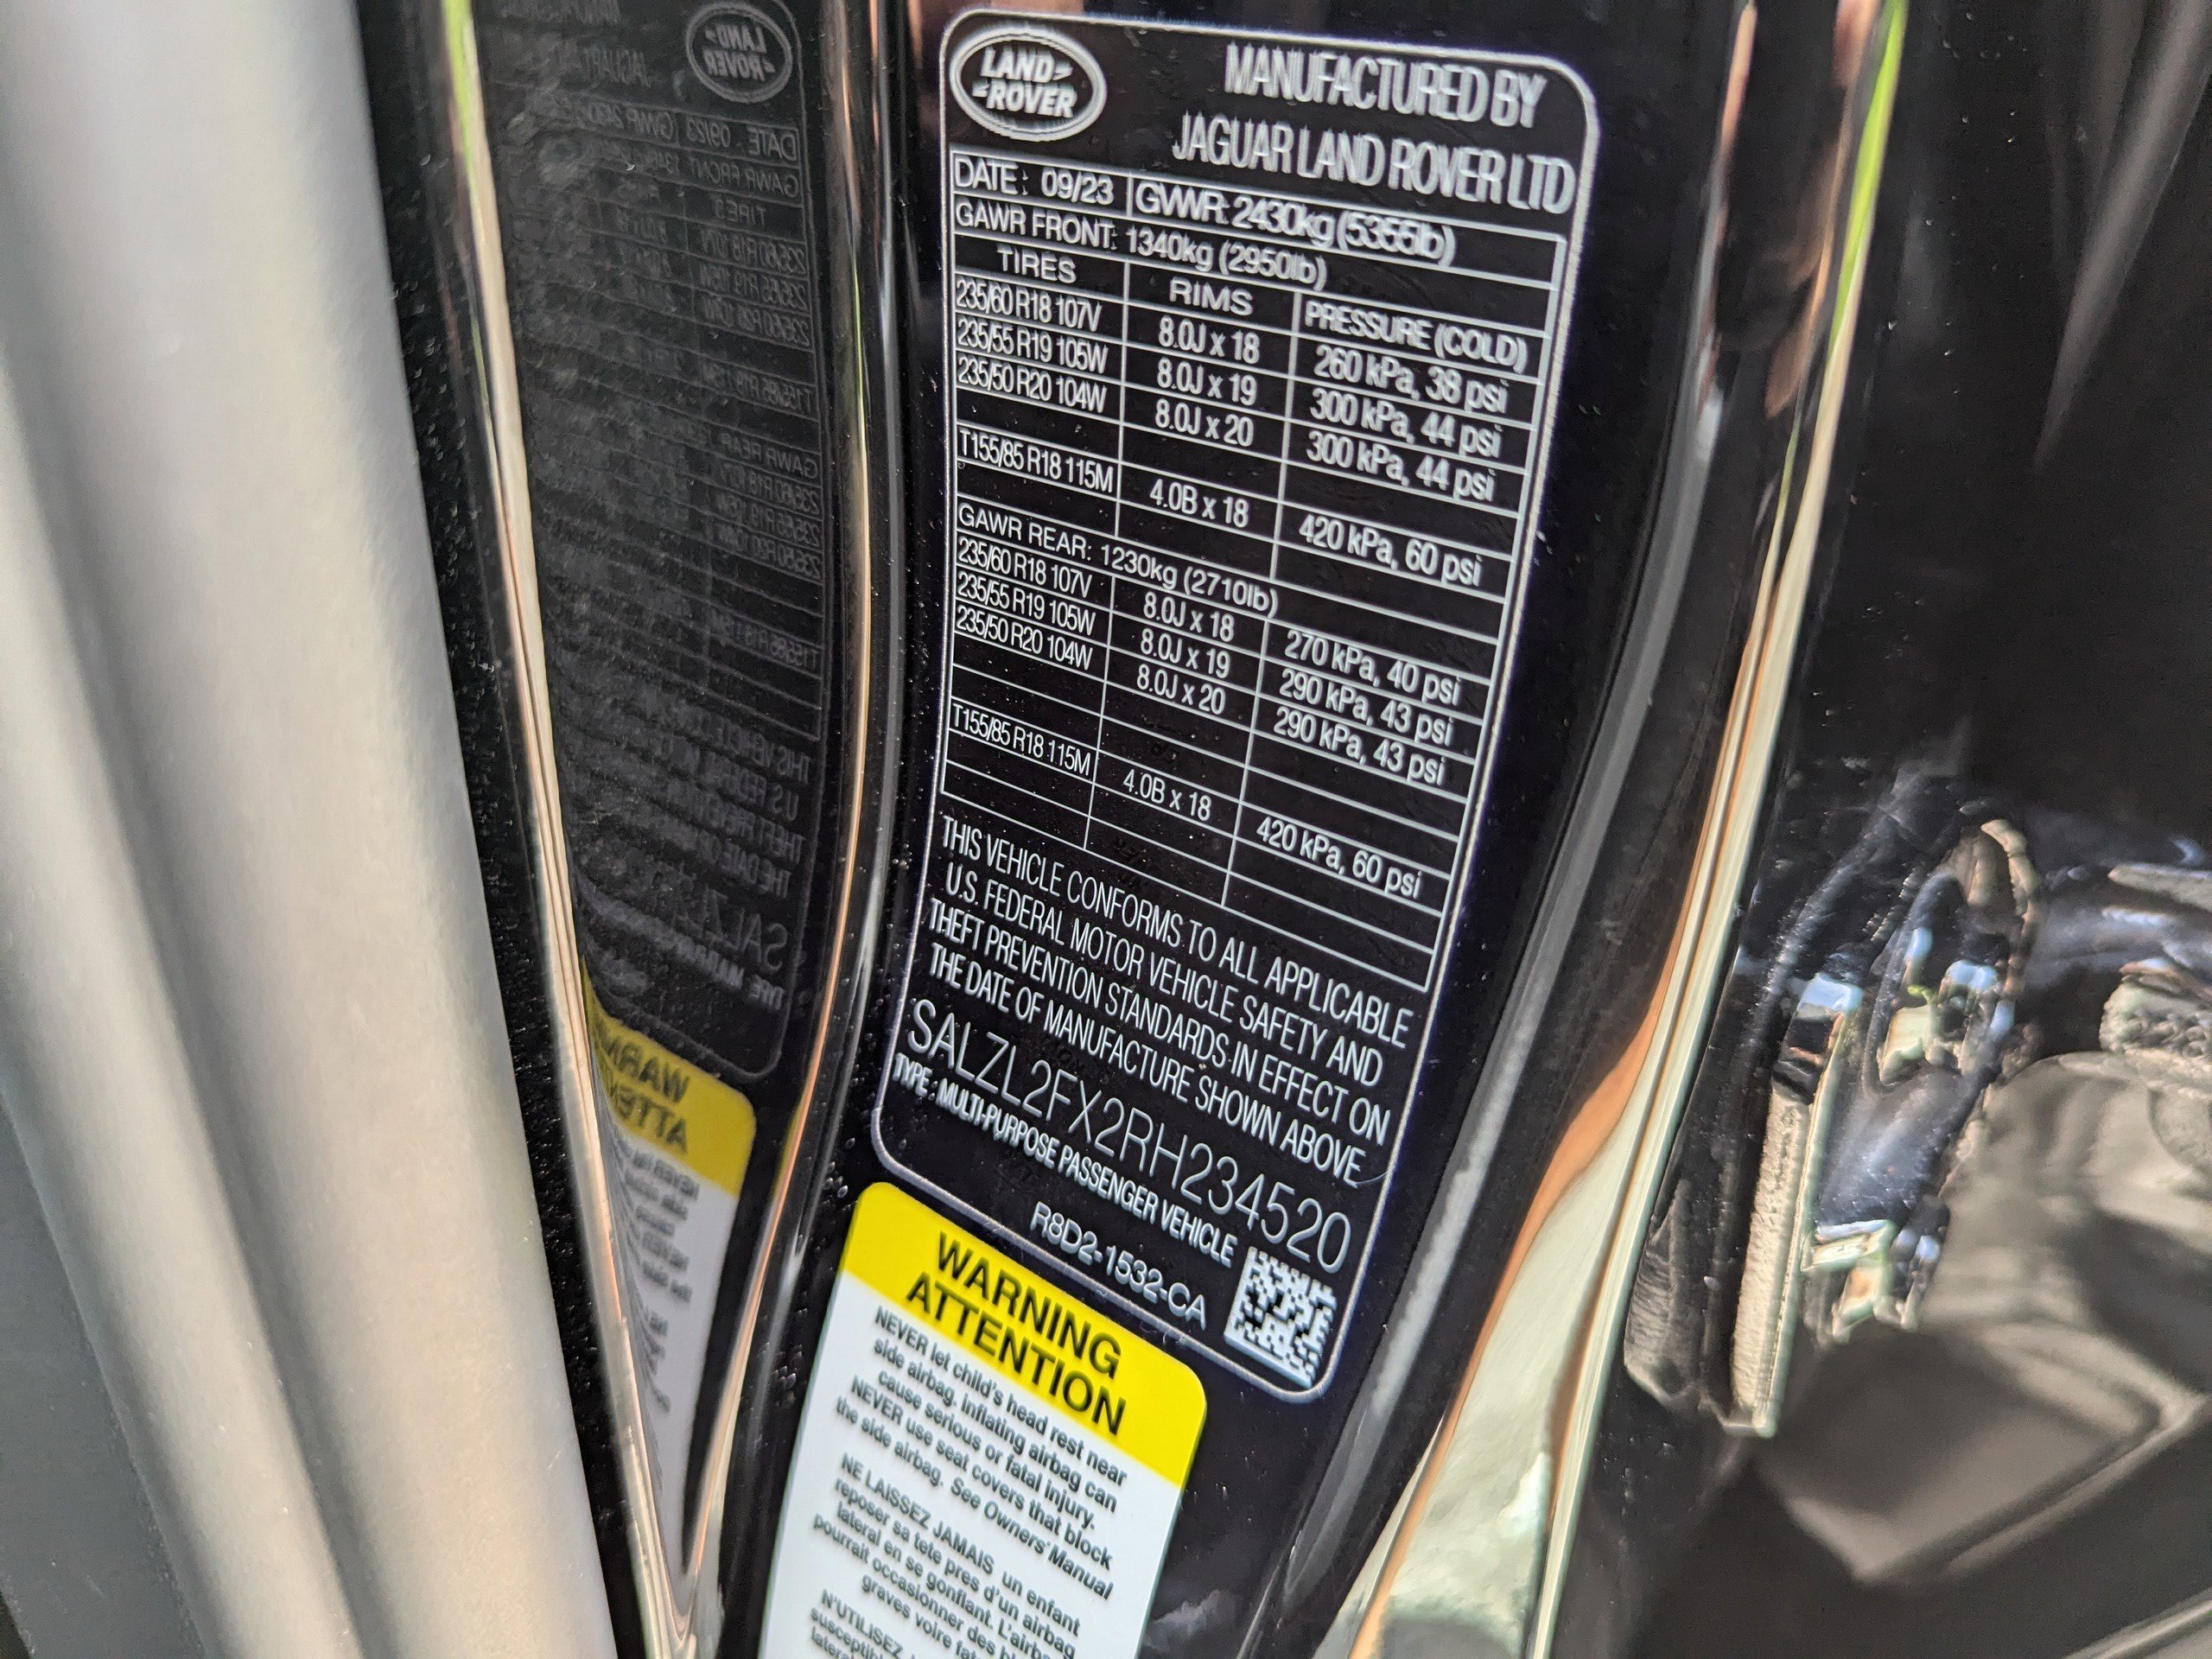 LAND ROVER
MANUFACTURED BY
JAGUAR LAND ROVER LTD
DATE: 09/23 GVWR: 2430kg (5355lb)
GAWR FRONT: 1340kg (2950lb)
TIRES RIMS PRESSURE (COLD)
235/60 R18 107V 8.0J x 18 260 kPa, 38 psi
235/55 R19 105W 8.0J x 19 300 kPa, 44 psi
235/50 R20 104W 8.0J x 20 300 kPa, 44 psi
T155/85 R18 115M 4.0B x 18 420 kPa, 60 psi
GAWR REAR: 1230kg (2710lb)
235/60 R18 107V 8.0J x 18 270 kPa, 40 psi
235/55 R19 105W 8.0J x 19 290 kPa, 43 psi
235/50 R20 104W 8.0J x 20 290 kPa, 43 psi
T155/85 R18 115M 4.0B x 18 420 kPa, 60 psi
THIS VEHICLE CONFORMS TO ALL APPLICABLE
U.S. FEDERAL MOTOR VEHICLE SAFETY AND
THEFT PREVENTION STANDARDS IN EFFECT ON
THE DATE OF MANUFACTURE SHOWN ABOVE
SALZL2FX2RH234520
TYPE: MULTI-PURPOSE PASSENGER VEHICLE
R8D2-1532-CA
WARNING
ATTENTION
NEVER let child's head rest near
side airbag. Inflating airbag can
cause serious or fatal injury.
NEVER use seat covers that block
the side airbag. See Owners' Manual
NE LAISSEZ JAMAIS un enfant
reposer sa tete pres d'un airbag
lateral en se gonflant. L'airbag
pourrait occasionner des
graves voire
N'UTILISEZ